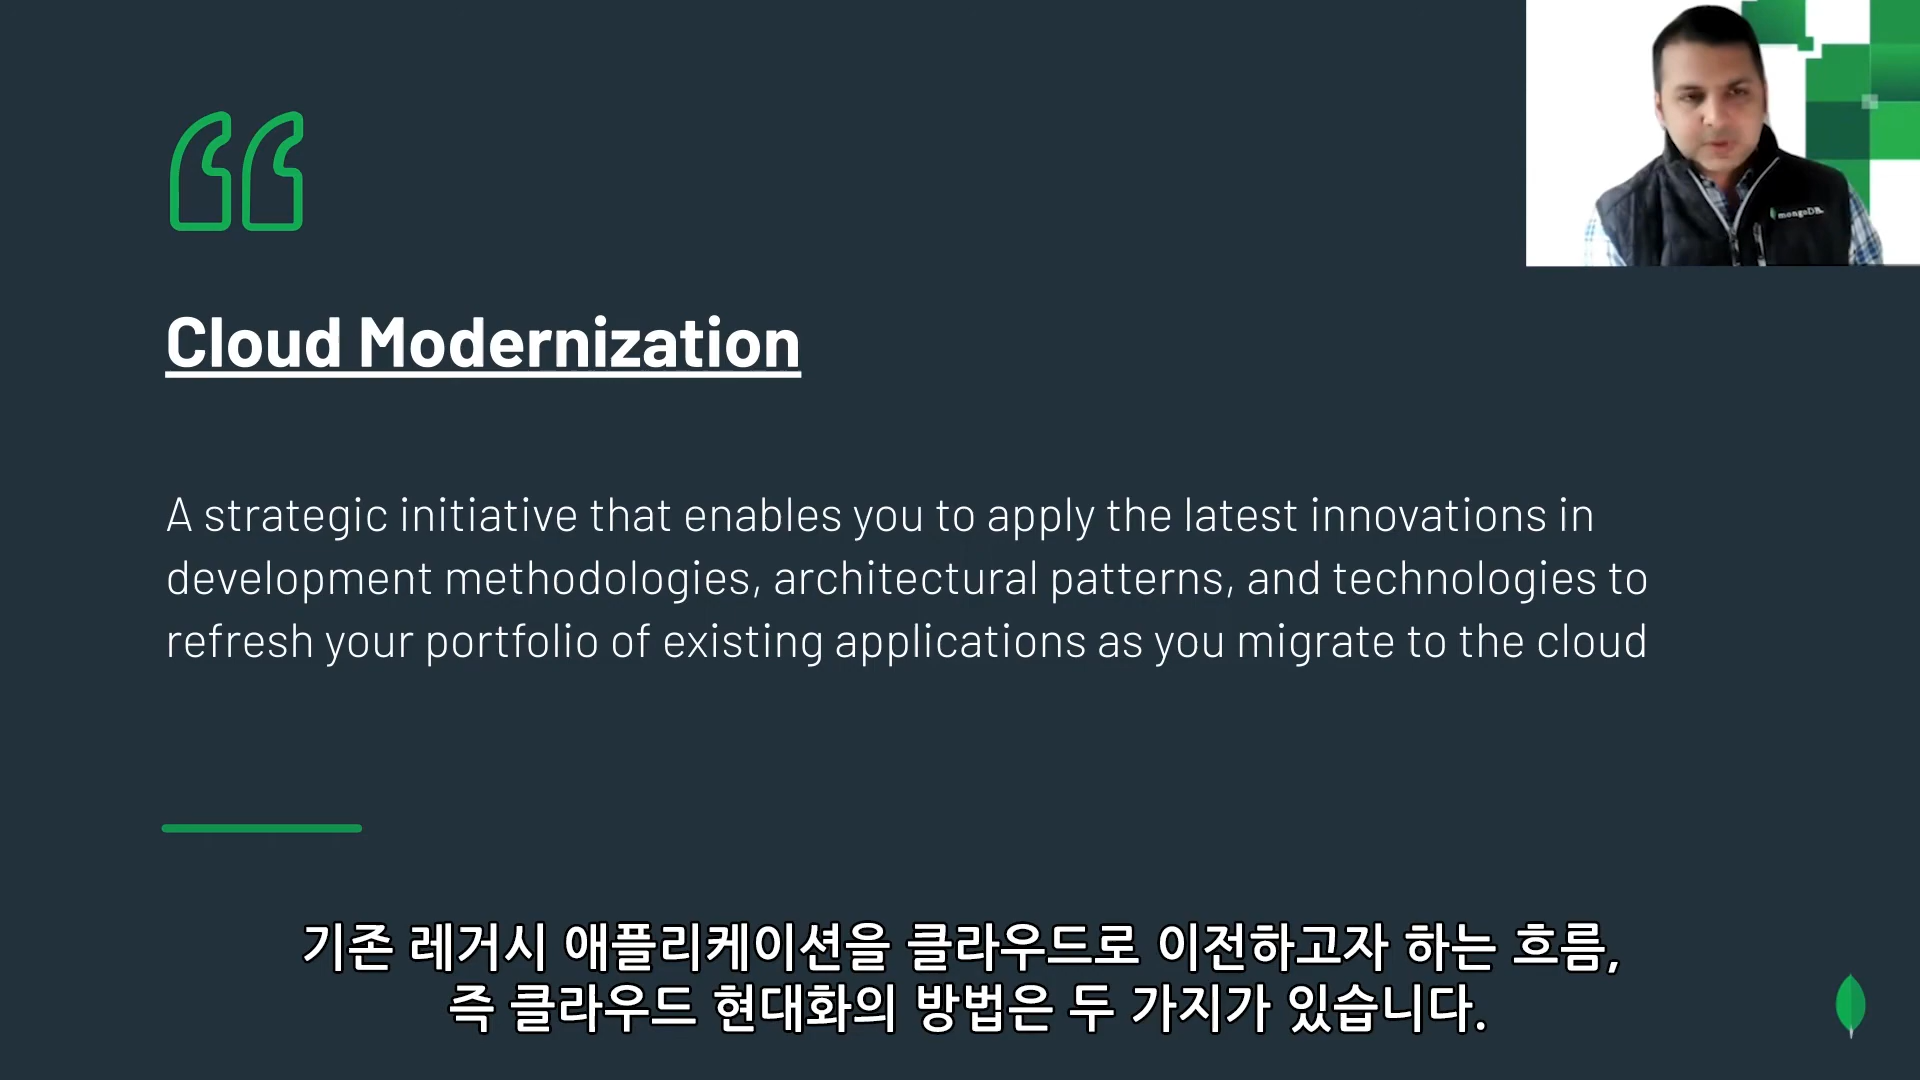 mongoDB.
Cloud Modernization
A strategic initiative that enables you to apply the latest innovations in
development methodologies, architectural patterns, and technologies to
refresh your portfolio of existing applications as you migrate to the cloud
기존 레거시 애플리케이션을 클라우드로 이전하고자 하는 흐름,
즉 클라우드 현대화의 방법은 두 가지가 있습니다.